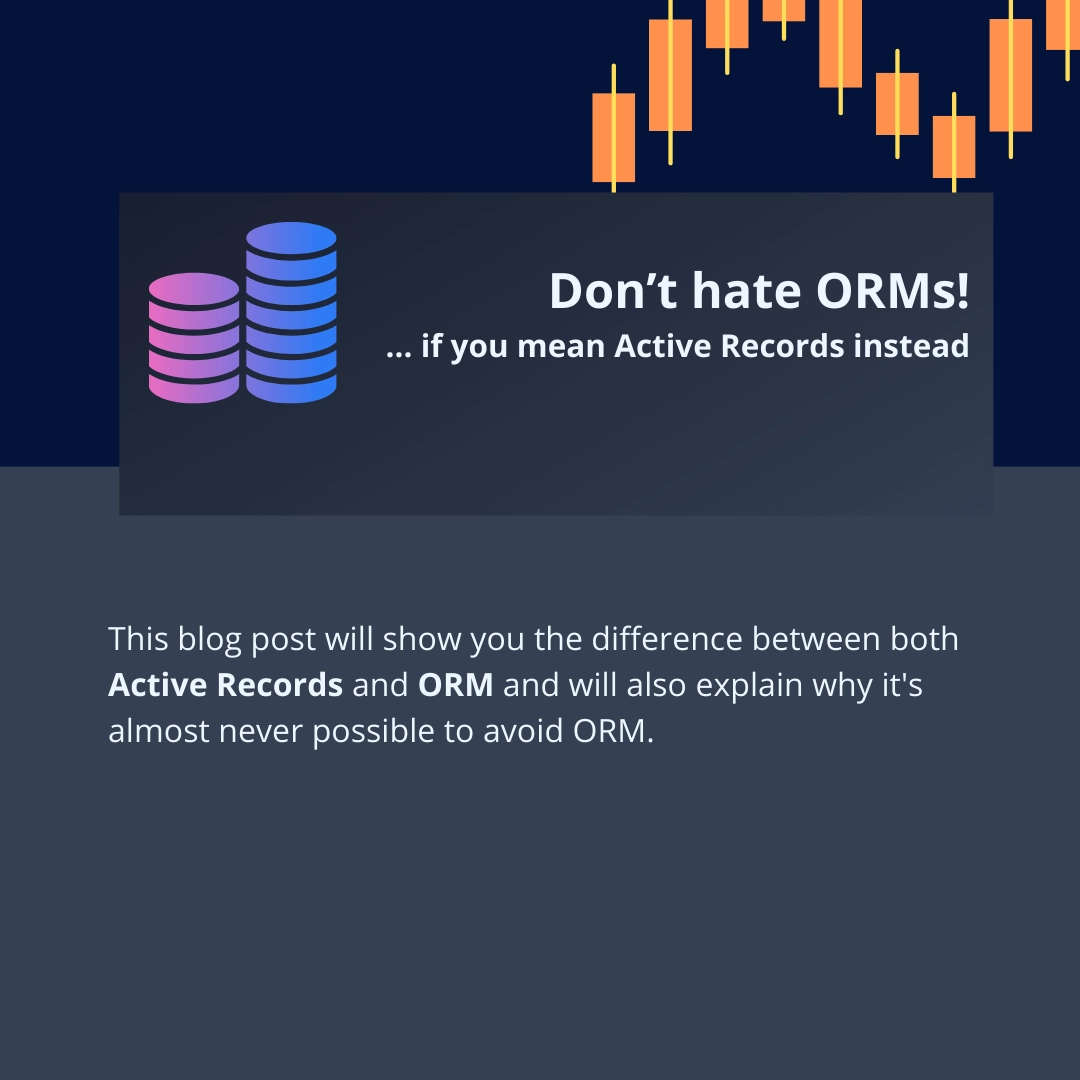 Don’t hate ORMs!
... if you mean Active Records instead
This blog post will show you the difference between both
Active Records and ORM and will also explain why it's
almost never possible to avoid ORM.